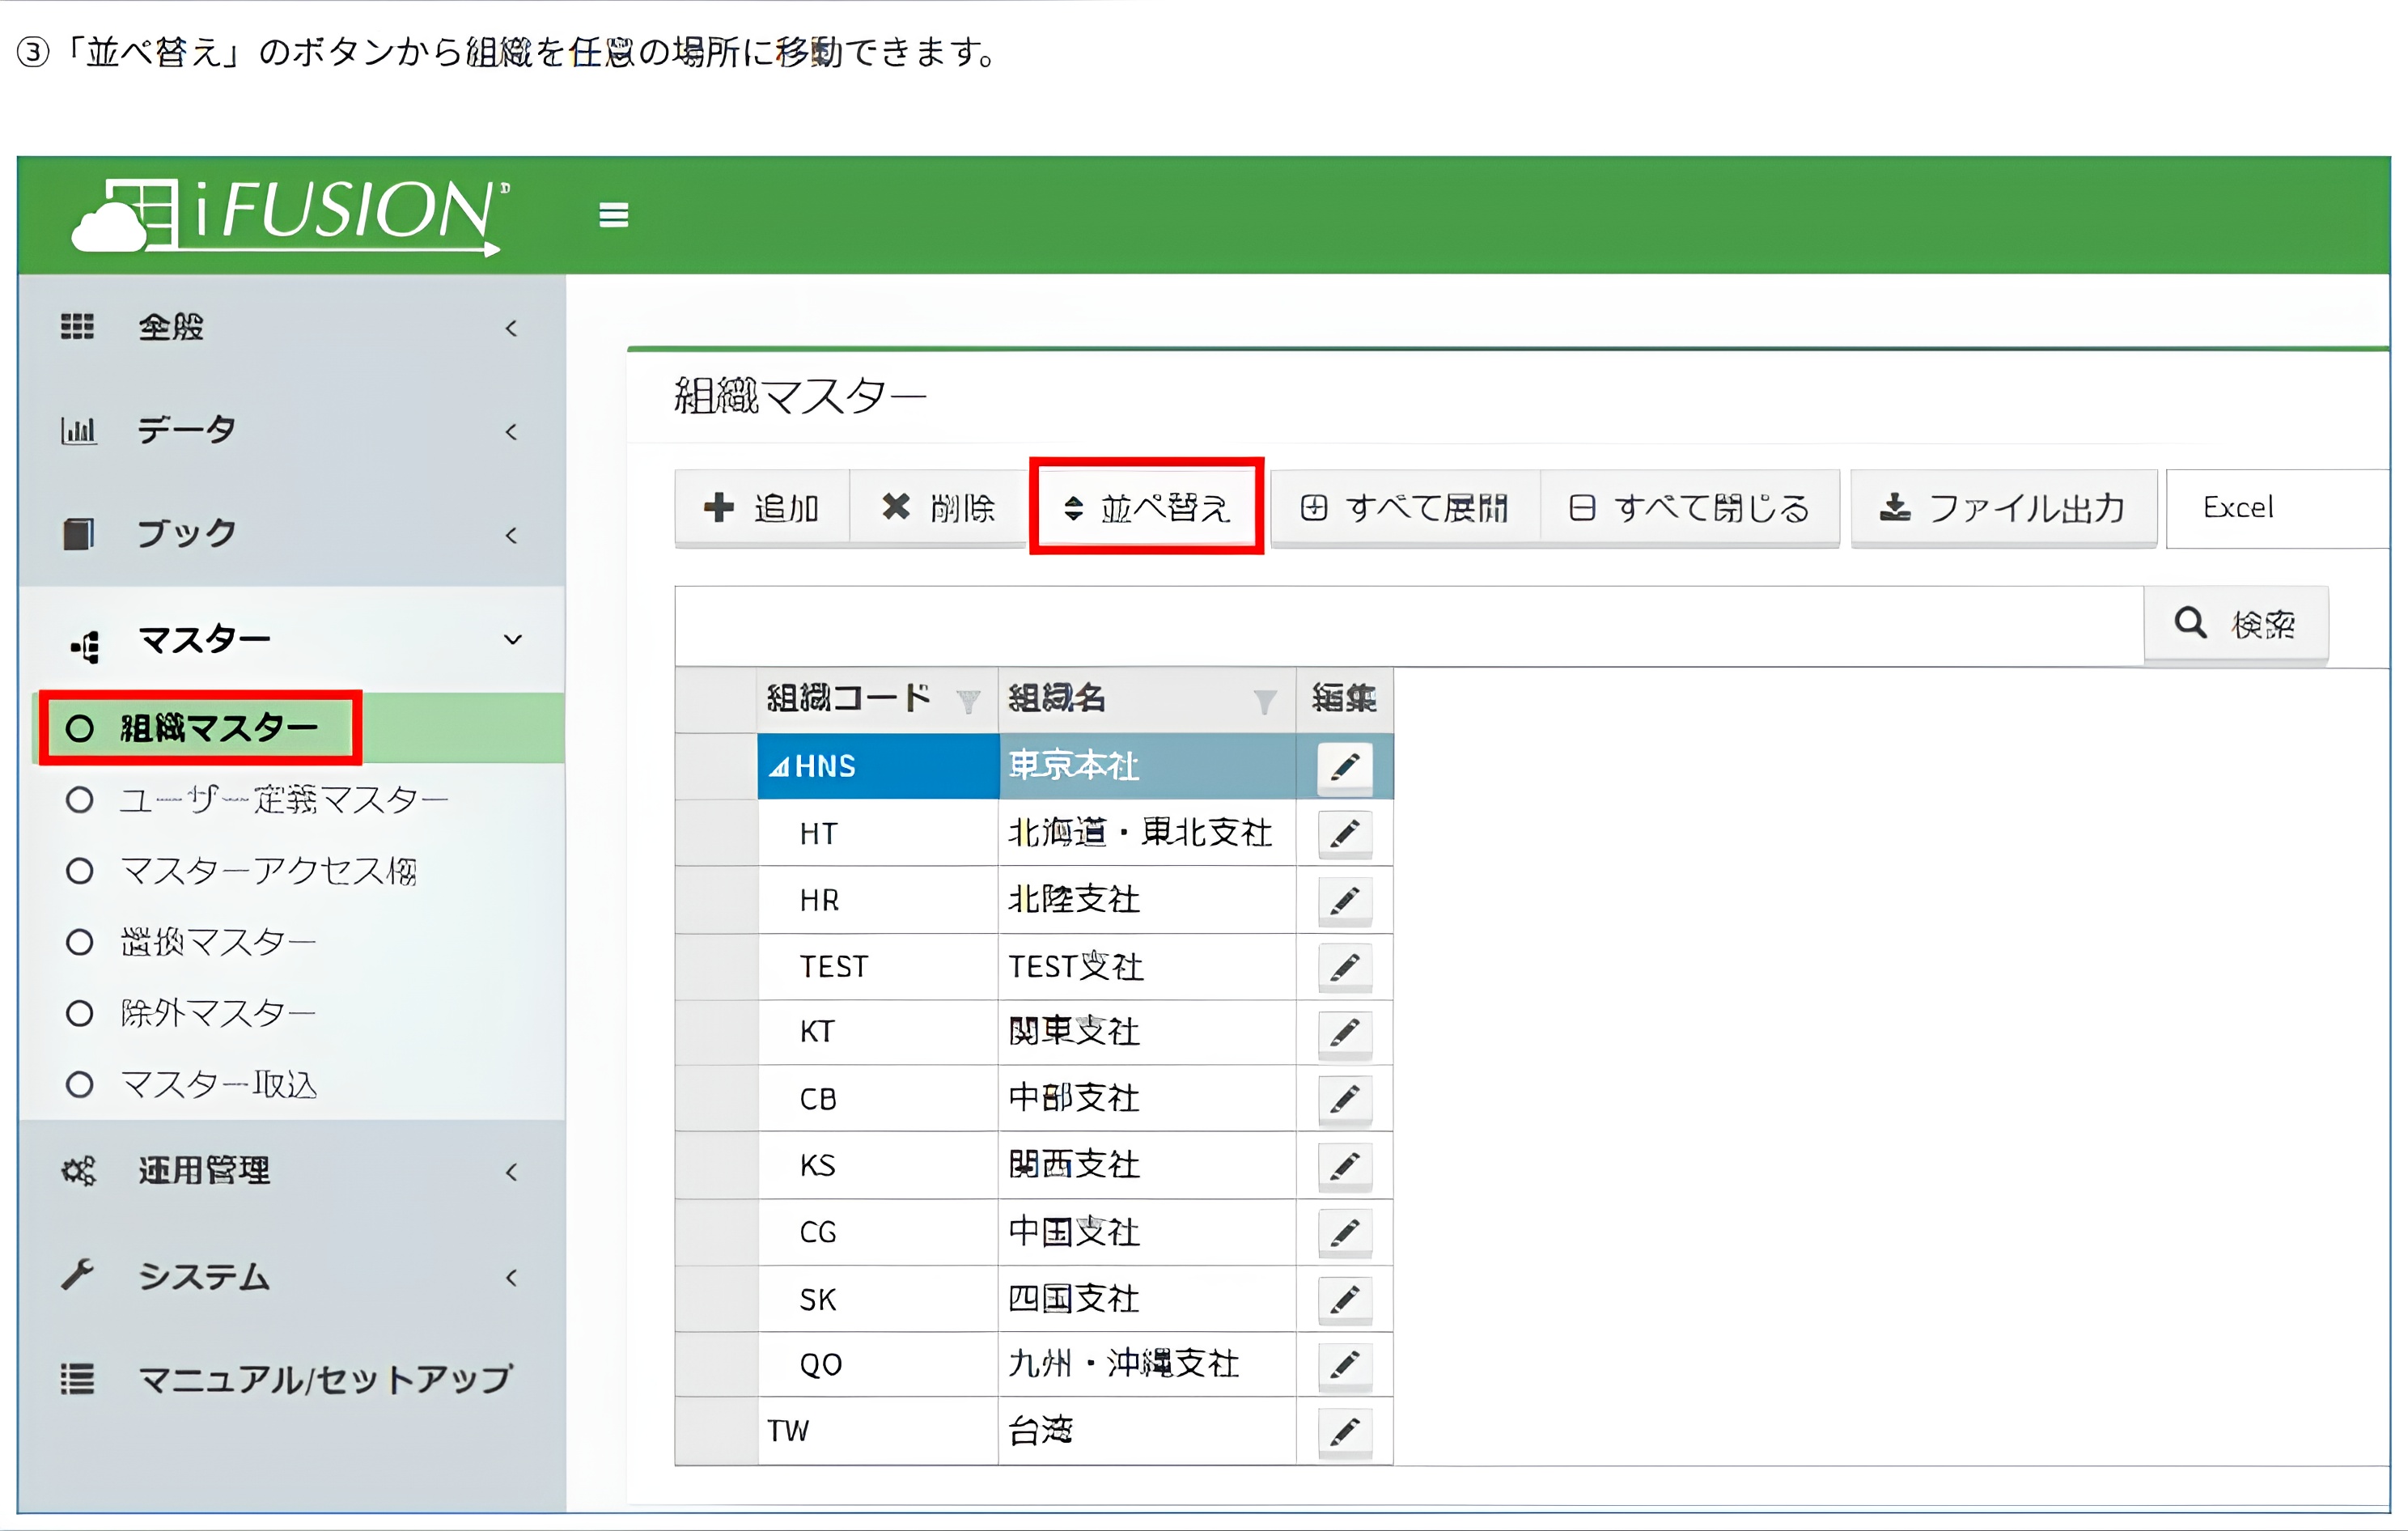 ③「並べ替え」のボタンから組織を任意の場所に移動できます。
iFUSION
全般
データ
ブック
マスター
組織マスター
ユーザー定義マスター
マスターアクセス権
置換マスター
除外マスター
マスター取込
運用管理
システム
マニュアル/セットアップ
組織マスター
追加 削除 並べ替え すべて展開 すべて閉じる ファイル出力 Excel
検索
組織コード 組織名 編集
HNS 東京本社
HT 北海道・東北支社
HR 北陸支社
TEST TEST支社
KT 関東支社
CB 中部支社
KS 関西支社
CG 中国支社
SK 四国支社
QO 九州・沖縄支社
TW 台湾